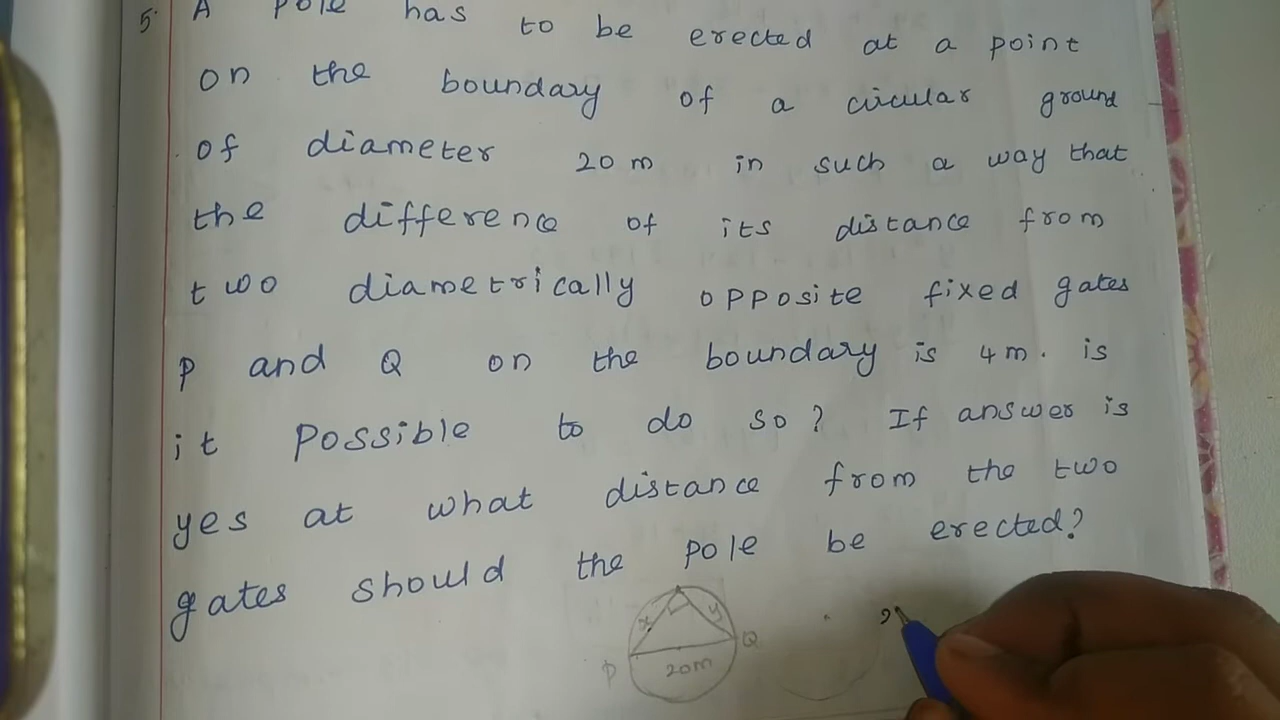 5. A pole has to be erected at a point
on the boundary of a circular ground
of diameter 20 m in such a way that
the difference of its distance from
two diametrically opposite fixed gates
P and Q on the boundary is 4m. is
it possible to do so? If answer is
yes at what distance from the two
gates should the pole be erected?
x y
P 20m Q